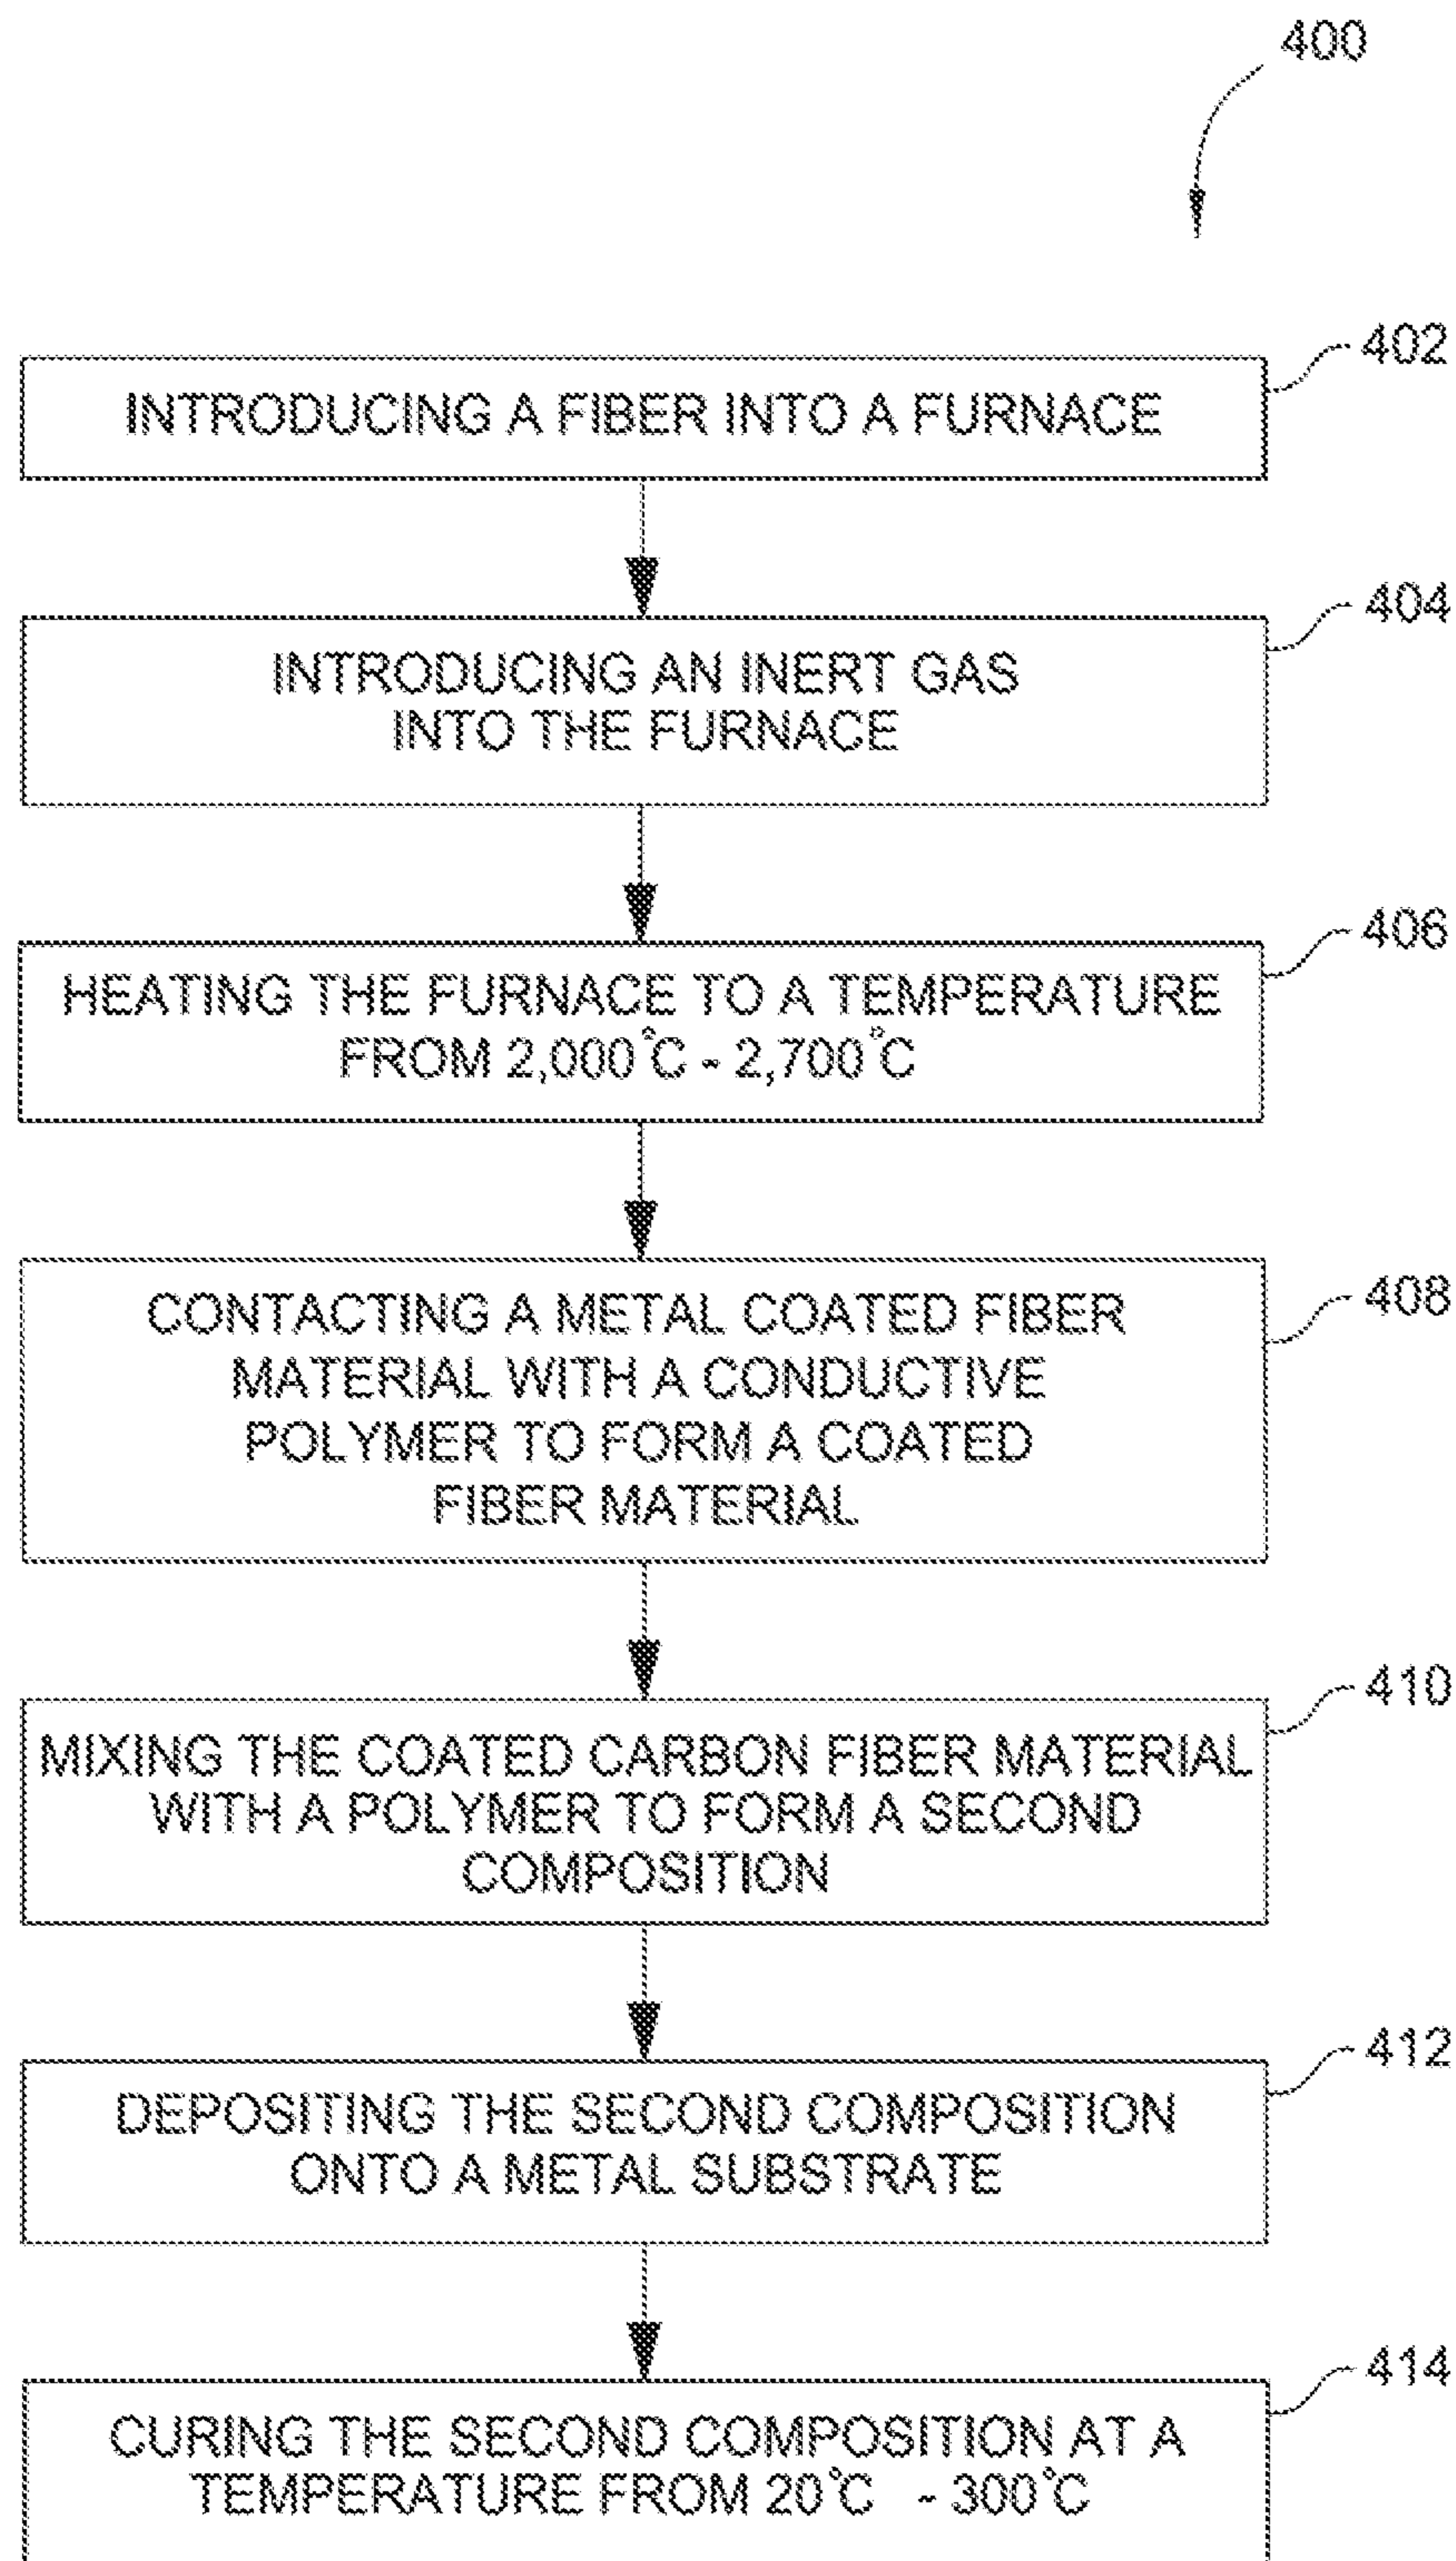 400
402
INTRODUCING A FIBER INTO A FURNACE
404
INTRODUCING AN INERT GAS
INTO THE FURNACE
406
HEATING THE FURNACE TO A TEMPERATURE
FROM 2,000°C - 2,700°C
408
CONTACTING A METAL COATED FIBER
MATERIAL WITH A CONDUCTIVE
POLYMER TO FORM A COATED
FIBER MATERIAL
410
MIXING THE COATED CARBON FIBER MATERIAL
WITH A POLYMER TO FORM A SECOND
COMPOSITION
412
DEPOSITING THE SECOND COMPOSITION
ONTO A METAL SUBSTRATE
414
CURING THE SECOND COMPOSITION AT A
TEMPERATURE FROM 20°C - 300°C